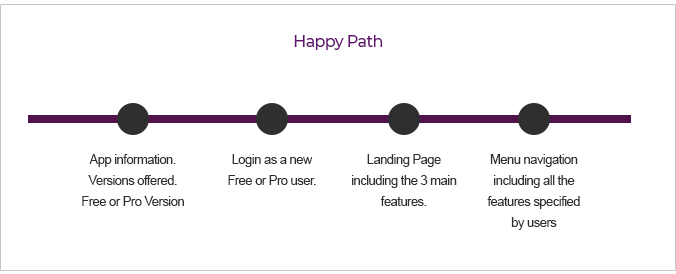 Happy Path
App information.
Versions offered.
Free or Pro Version
Login as a new
Free or Pro user.
Landing Page
including the 3 main
features.
Menu navigation
including all the
features specified
by users